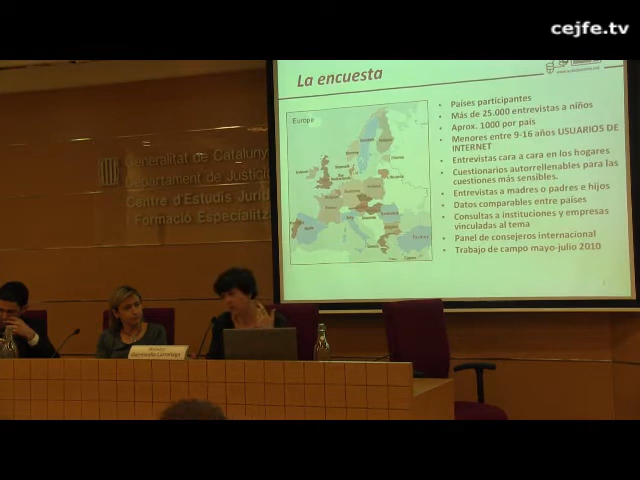 cejfe.tv
La encuesta
Europe
• Países participantes
• Más de 25.000 entrevistas a niños
• Aprox. 1000 por país
• Menores entre 9-16 años USUARIOS DE
INTERNET
• Entrevistas cara a cara en los hogares
• Cuestionarios autorrellenables para las
cuestiones más sensibles.
• Entrevistas a madres o padres e hijos
• Datos comparables entre países
• Consultas a instituciones y empresas
vinculadas al tema
• Panel de consejeros internacional
• Trabajo de campo mayo-julio 2010
Generalitat de Catalunya
Departament de Justícia
Centre d'Estudis Juríd
i Formació Especialitz